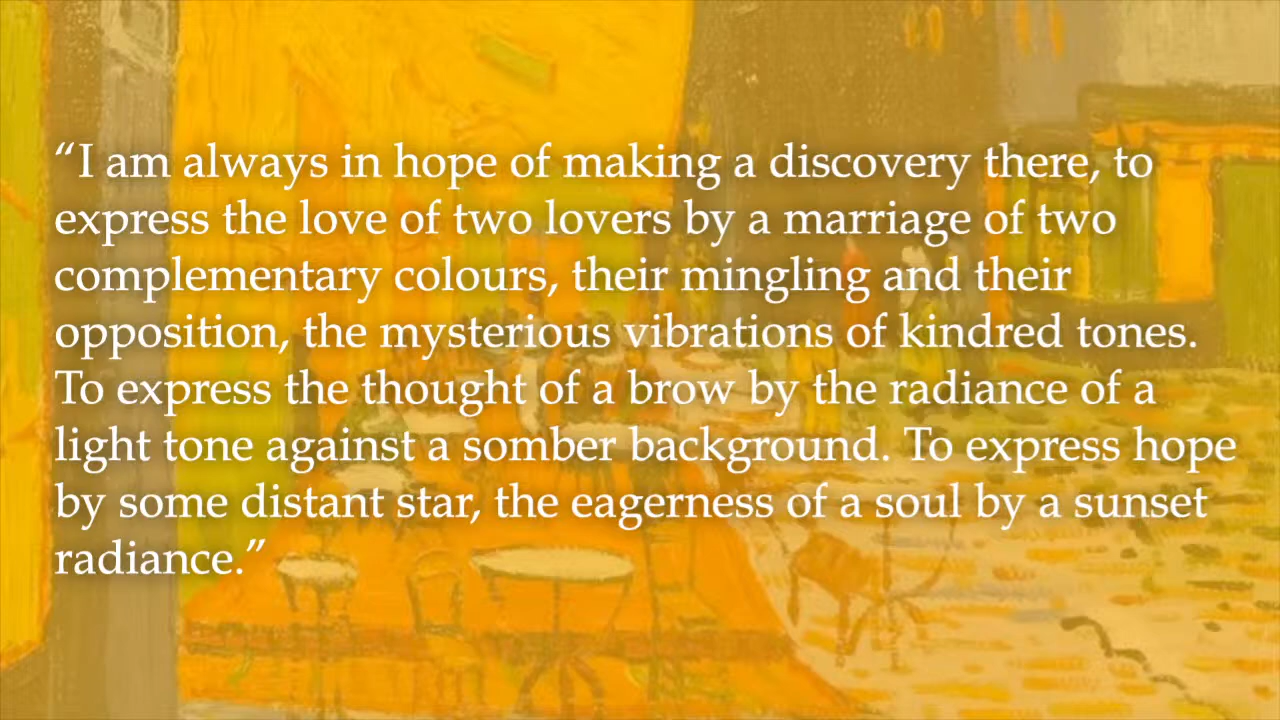 “I am always in hope of making a discovery there, to
express the love of two lovers by a marriage of two
complementary colours, their mingling and their
opposition, the mysterious vibrations of kindred tones.
To express the thought of a brow by the radiance of a
light tone against a somber background. To express hope
by some distant star, the eagerness of a soul by a sunset
radiance.”